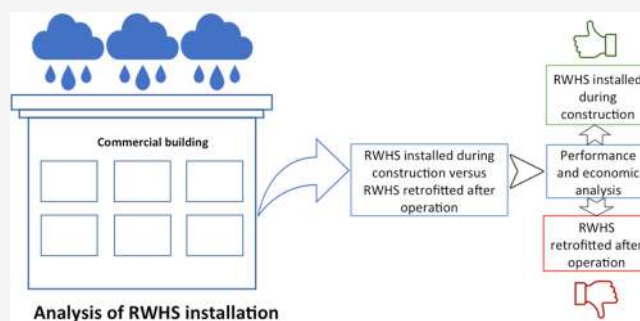 Commercial building
RWHS installed during
construction versus
RWHS retrofitted after
operation
RWHS installed
during
construction
Performance
and economic
analysis
RWHS
retrofitted after
operation
Analysis of RWHS installation